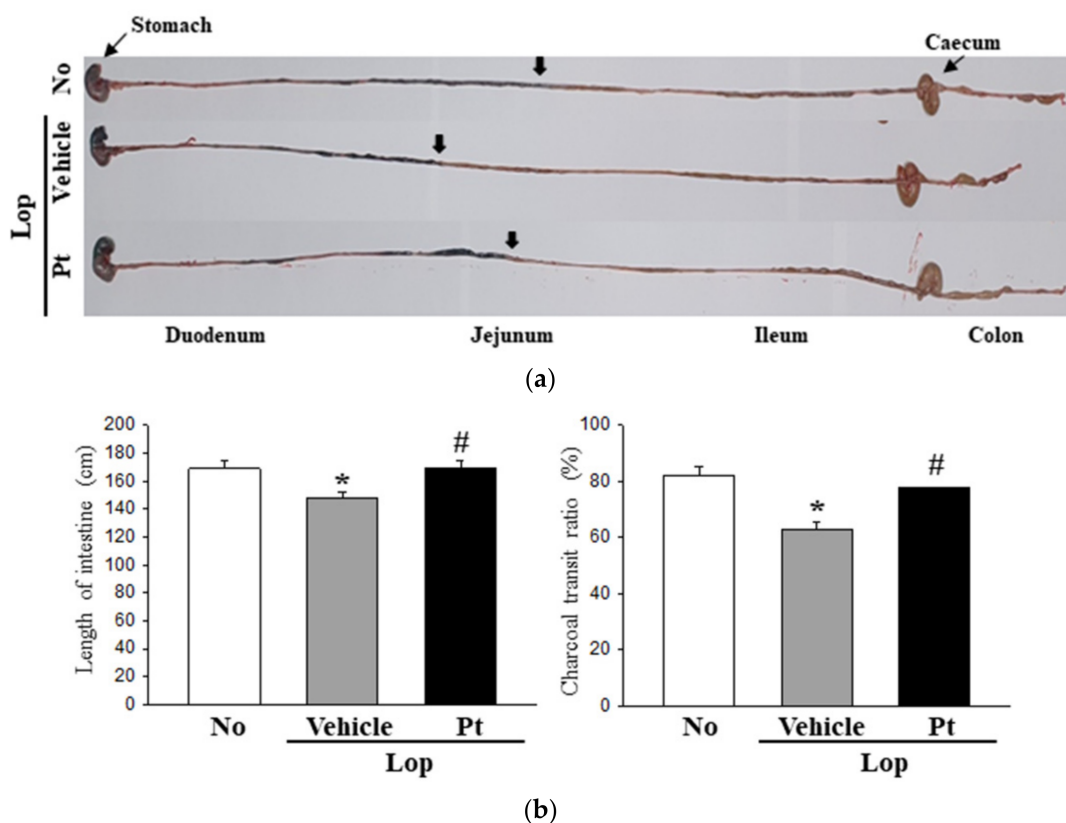 Stomach
Caecum
No
Vehicle
Pt
Lop
Duodenum Jejunum Ileum Colon
(a)
Length of intestine (cm)
200
180
160
140
120
100
80
60
40
20
0
*
#
No Vehicle Pt
Lop
Charcoal transit ratio (%)
100
80
60
40
20
0
*
#
No Vehicle Pt
Lop
(b)